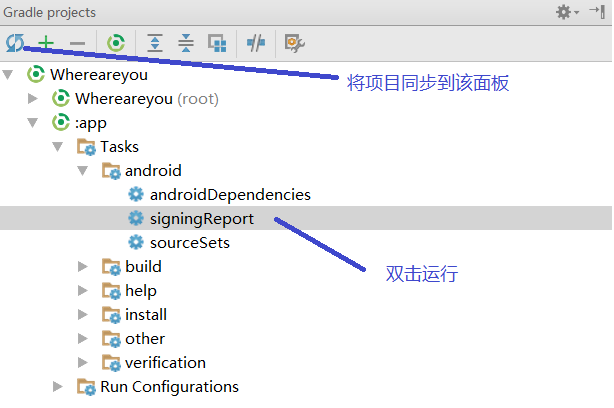 Gradle projects
将项目同步到该面板
Whereareyou
Whereareyou (root)
:app
Tasks
android
androidDependencies
signingReport
sourceSets
双击运行
build
help
install
other
verification
Run Configurations